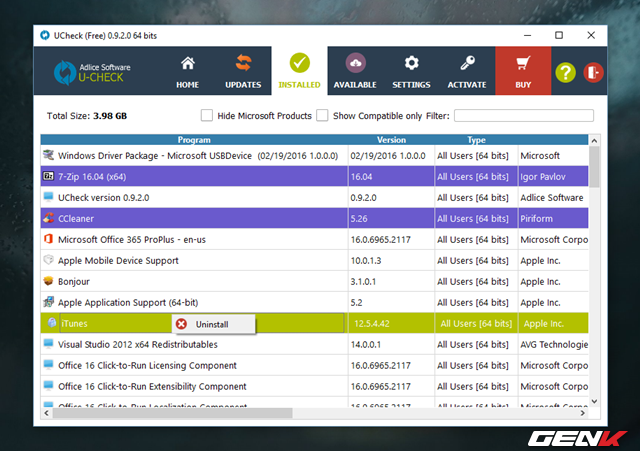 UCheck (Free) 0.9.2.0 64 bits
Adlice Software
U-CHECK
HOME
UPDATES
INSTALLED
AVAILABLE
SETTINGS
ACTIVATE
BUY
?
Total Size: 3.98 GB Hide Microsoft Products Show Compatible only Filter:
Program Version Type
Windows Driver Package - Microsoft USBDevice (02/19/2016 1.0.0.0) 02/19/2016 1.0.0.0 All Users [64 bits] Microsoft
7-Zip 16.04 (x64) 16.04 All Users [64 bits] Igor Pavlov
UCheck version 0.9.2.0 0.9.2.0 All Users [64 bits] Adlice Software
CCleaner 5.26 All Users [64 bits] Piriform
Microsoft Office 365 ProPlus - en-us 16.0.6965.2117 All Users [64 bits] Microsoft Corpo
Apple Mobile Device Support 10.0.1.3 All Users [64 bits] Apple Inc.
Bonjour 3.1.0.1 All Users [64 bits] Apple Inc.
Apple Application Support (64-bit) 5.2 All Users [64 bits] Apple Inc.
iTunes Uninstall 12.5.4.42 All Users [64 bits] Apple Inc.
Visual Studio 2012 x64 Redistributables 14.0.0.1 All Users [64 bits] AVG Technologie
Office 16 Click-to-Run Licensing Component 16.0.6965.2117 All Users [64 bits] Microsoft Corpo
Office 16 Click-to-Run Extensibility Component 16.0.6965.2117 All Users [64 bits] Microsoft Corpo
Office 16 Click-to-Run Localization Component 16.0.6965.2117 All Users [64 bits] Microsoft Corpo
GENK